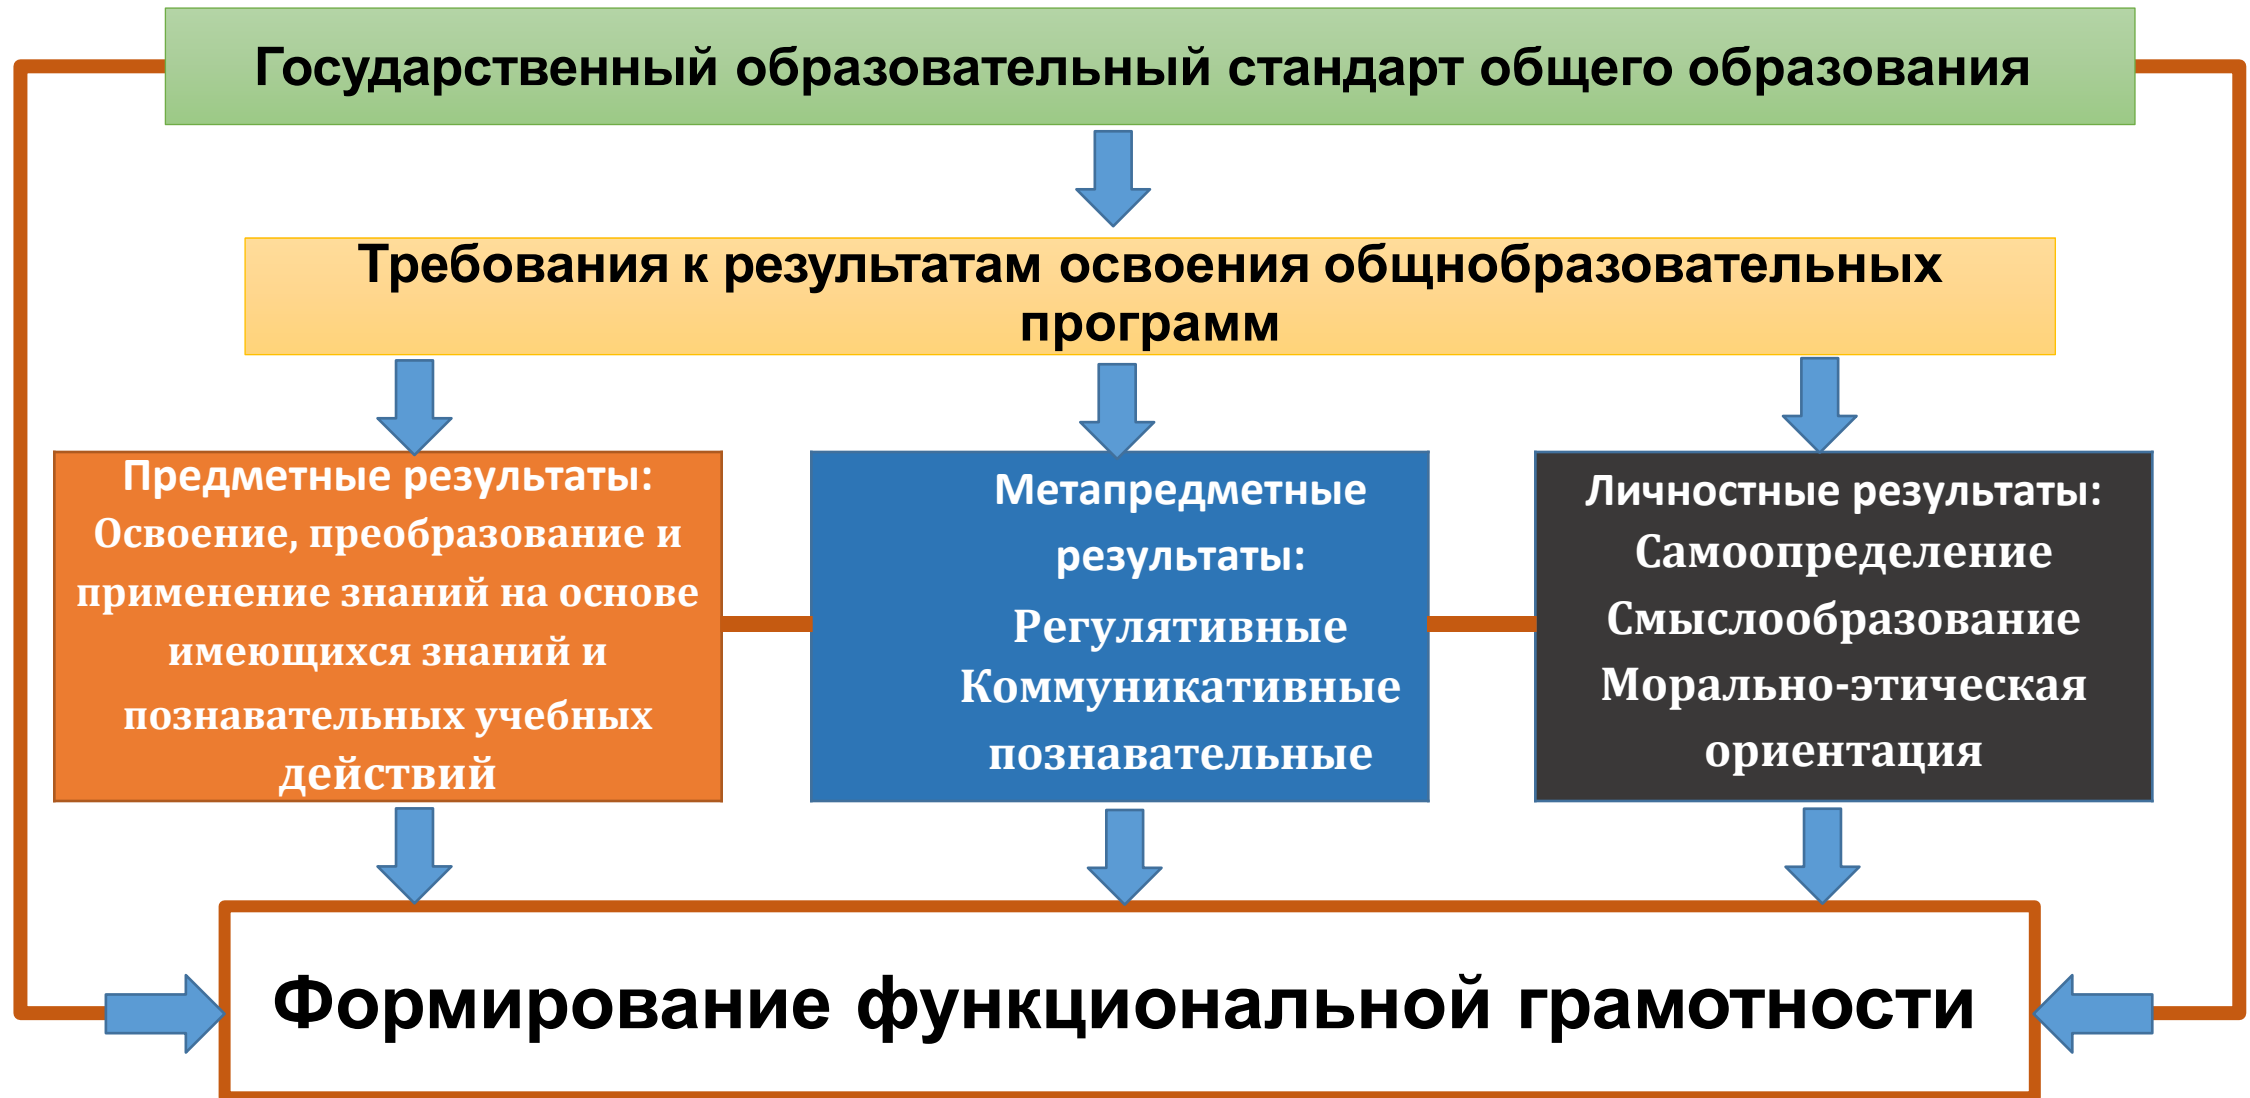 Государственный образовательный стандарт общего образования
Требования к результатам освоения общнобразовательных
программ
Предметные результаты:
Освоение, преобразование и
применение знаний на основе
имеющихся знаний и
познавательных учебных
действий
Метапредметные
результаты:
Регулятивные
Коммуникативные
познавательные
Личностные результаты:
Самоопределение
Смыслообразование
Морально-этическая
ориентация
Формирование функциональной грамотности